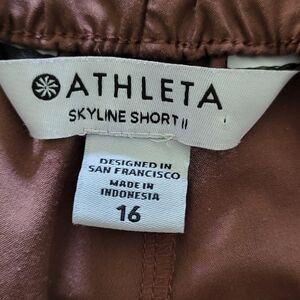 ATHLETA
SKYLINE SHORT II
DESIGNED IN
SAN FRANCISCO
MADE IN
INDONESIA
16